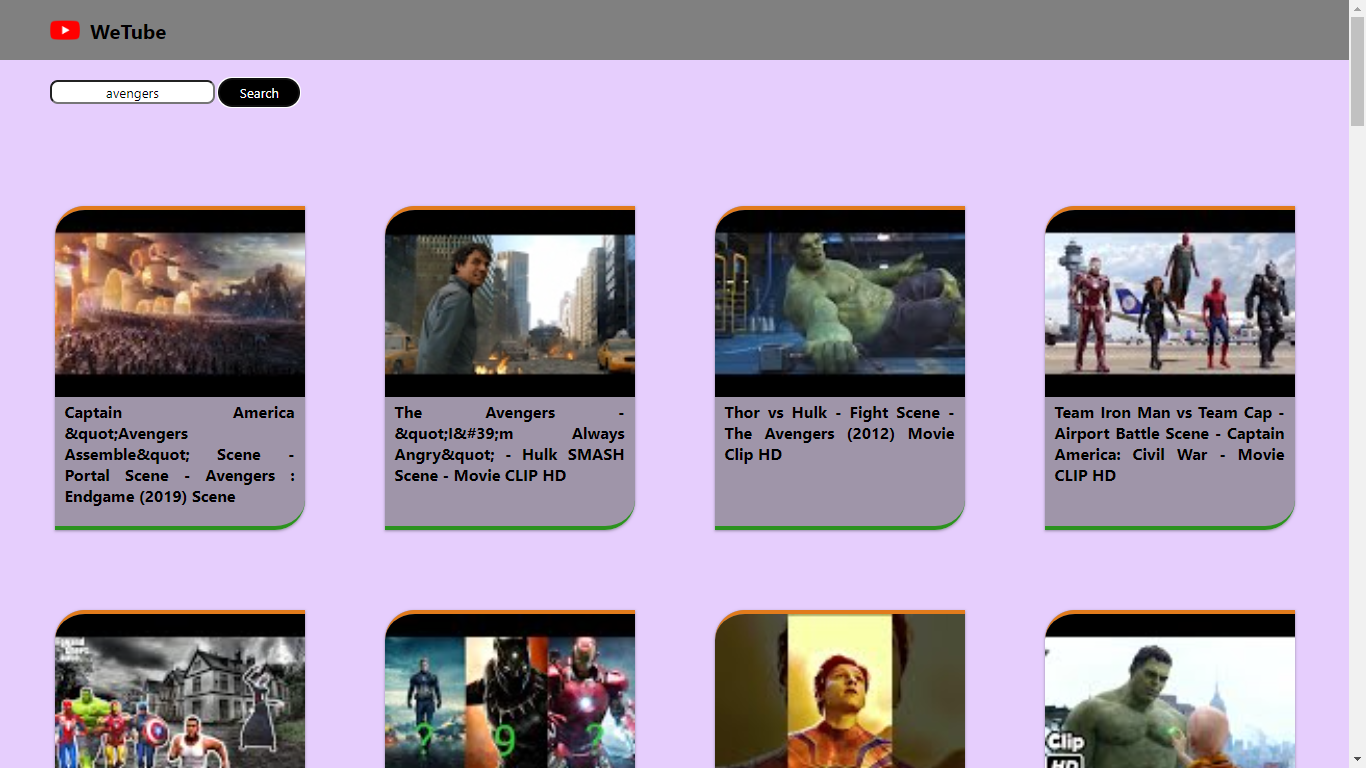 WeTube
avengers
Search
Captain America
&quot;Avengers
Assemble&quot; Scene -
Portal Scene - Avengers :
Endgame (2019) Scene
The Avengers -
&quot;I&#39;m Always
Angry&quot; - Hulk SMASH
Scene - Movie CLIP HD
Thor vs Hulk - Fight Scene -
The Avengers (2012) Movie
Clip HD
Team Iron Man vs Team Cap -
Airport Battle Scene - Captain
America: Civil War - Movie
CLIP HD
?
9
?
Clip
HD